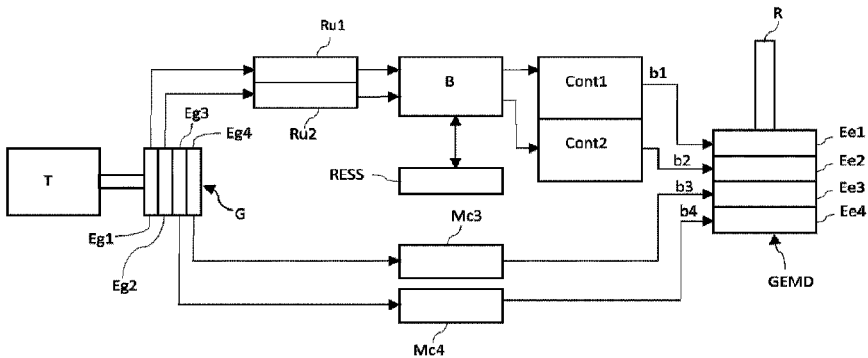 Ru1
R
Eg3
B
Cont1
b1
Eg4
Ru2
Ee1
Cont2
Ee2
T
RESS
b2
b3
Ee3
G
Mc3
b4
Ee4
Eg1
Eg2
GEMD
Mc4